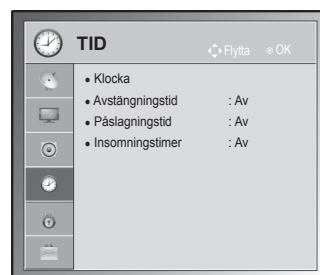 TID
Flytta OK
• Klocka
• Avstängningstid : Av
• Påslagningstid : Av
• Insomningstimer : Av